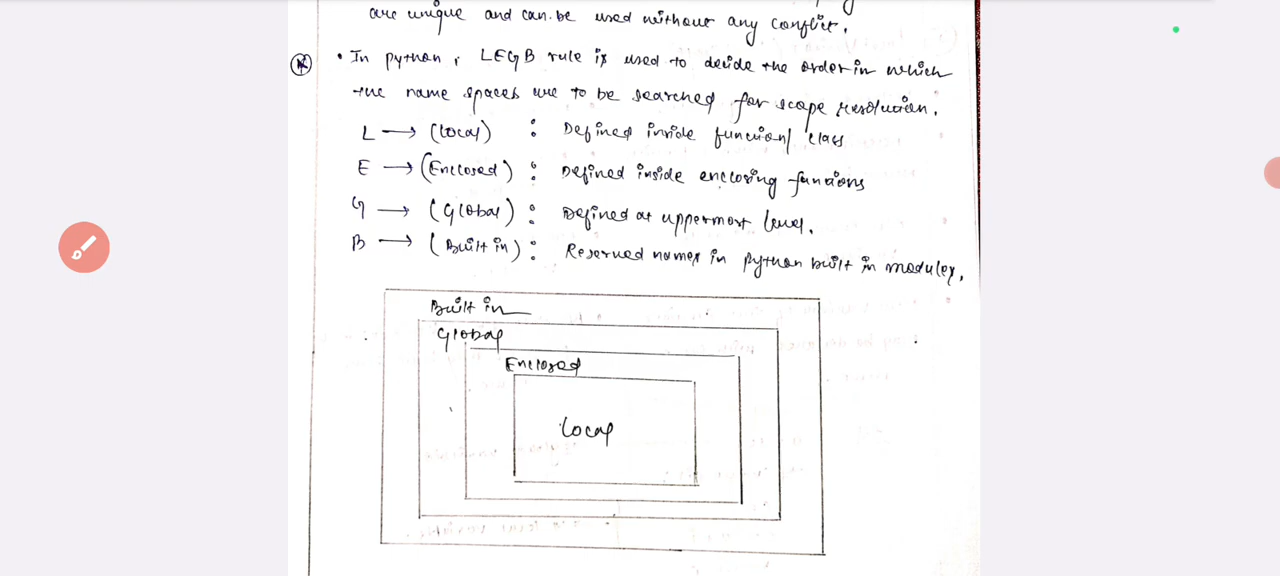 are unique and can be used without any conflict.
• In python, LEGB rule is used to decide the order in which
the name spaces are to be searched for scope resolution.
L → (Local) : Defined inside function/class
E → (Enclosed) : Defined inside enclosing functions
G → (Global) : Defined at uppermost level.
B → (Built in) : Reserved names in python built in modules,
Built in
Global
Enclosed
Local